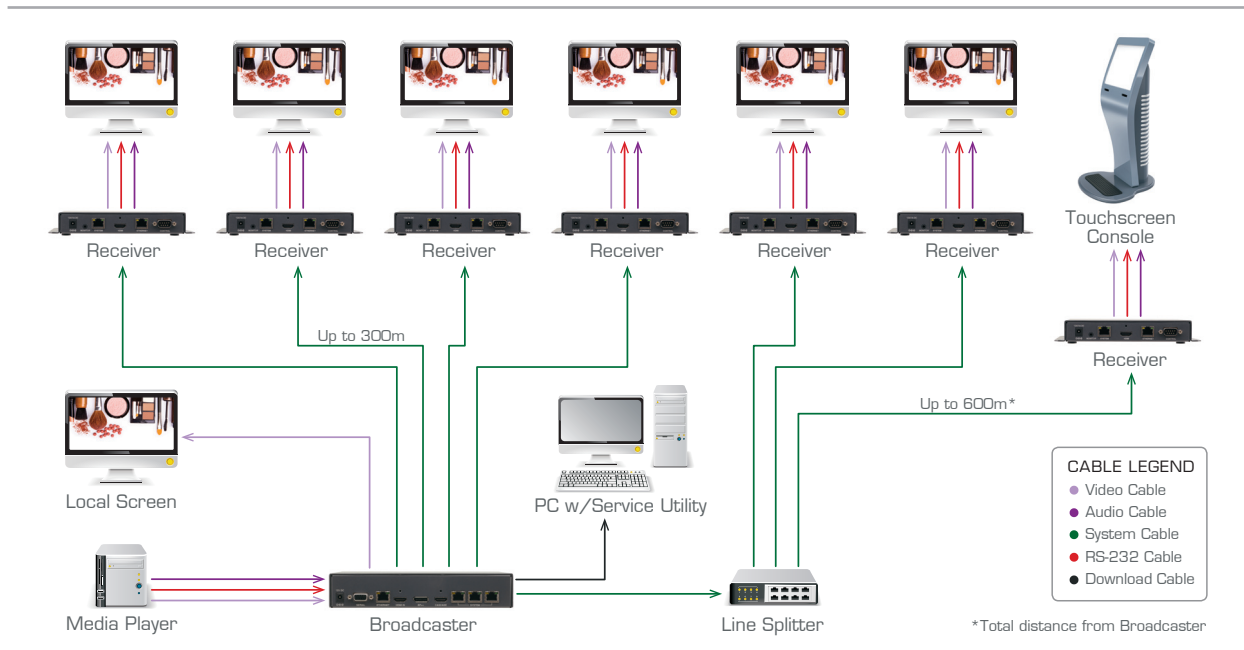 Receiver
Receiver
Receiver
Receiver
Receiver
Receiver
Touchscreen
Console
Up to 300m
Receiver
Up to 600m*
Local Screen
PC w/Service Utility
CABLE LEGEND
Video Cable
Audio Cable
System Cable
RS-232 Cable
Download Cable
Media Player
Broadcaster
Line Splitter
*Total distance from Broadcaster